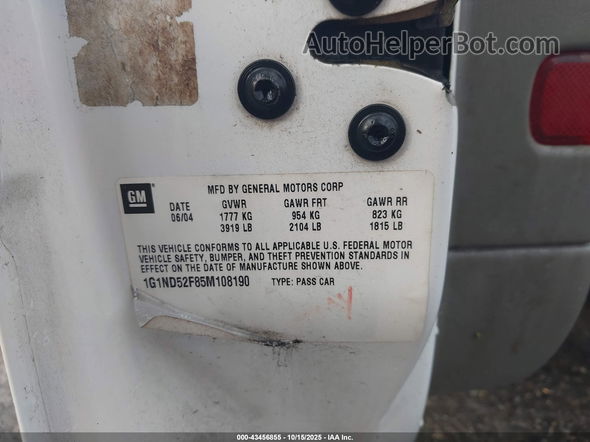 AutoHelperBot.com
GM
MFD BY GENERAL MOTORS CORP
DATE GVWR GAWR FRT GAWR RR
06/04 1777 KG 954 KG 823 KG
3919 LB 2104 LB 1815 LB
THIS VEHICLE CONFORMS TO ALL APPLICABLE U.S. FEDERAL MOTOR
VEHICLE SAFETY, BUMPER, AND THEFT PREVENTION STANDARDS IN
EFFECT ON THE DATE OF MANUFACTURE SHOWN ABOVE.
1G1ND52F85M108190 TYPE: PASS CAR
000-43456855 - 10/15/2025 - IAA Inc.